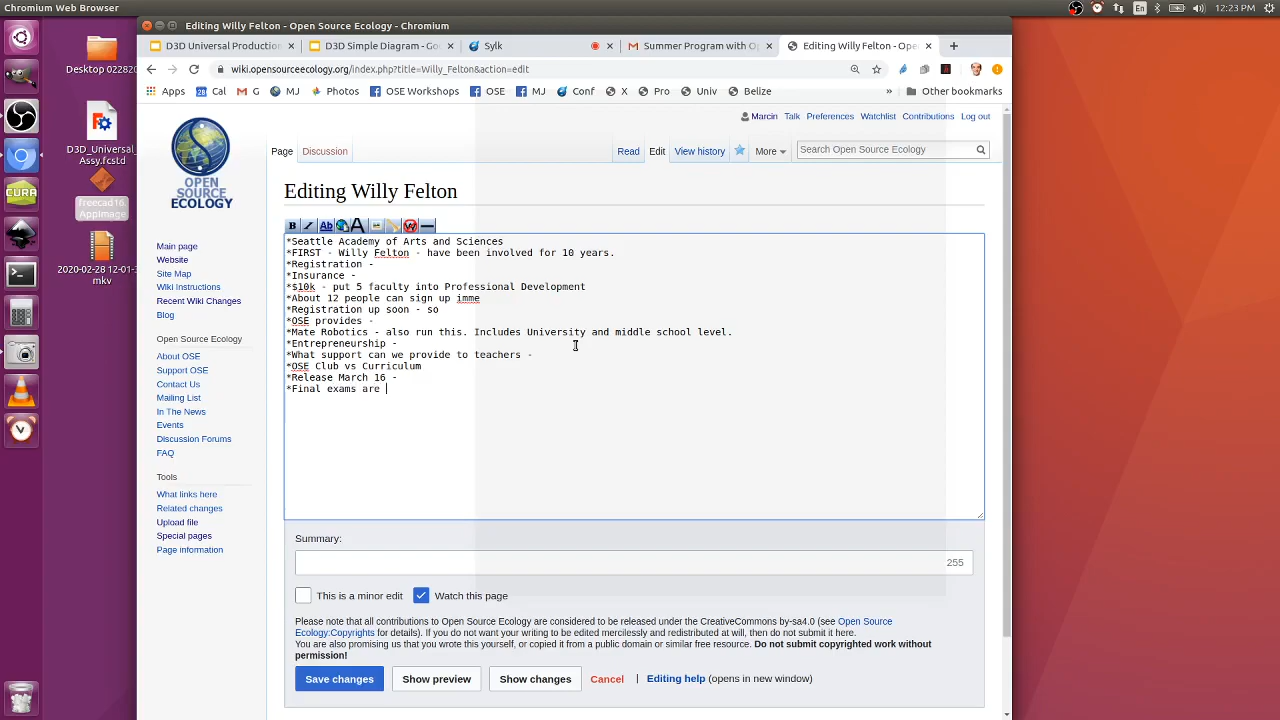 Chromium Web Browser
En
12:23 PM
Desktop 022820
D3D_Universal_
Assy.fcstd
freecad16.
AppImage
2020-02-28 12-01-3
mkv
CURA
Editing Willy Felton - Open Source Ecology - Chromium
D3D Universal Production
D3D Simple Diagram - Go
Sylk
Summer Program with Op
Editing Willy Felton - Open
wiki.opensourceecology.org/index.php?title=Willy_Felton&action=edit
Apps
Cal
G
MJ
Photos
OSE Workshops
OSE
MJ
Conf
X
Pro
Univ
Belize
»
Other bookmarks
OPEN
SOURCE
ECOLOGY
Marcin
Talk
Preferences
Watchlist
Contributions
Log out
Page
Discussion
Read
Edit
View history
More
Search Open Source Ecology
Editing Willy Felton
B
I
Ab
A
W
*Seattle Academy of Arts and Sciences
*FIRST - Willy Felton - have been involved for 10 years.
*Registration -
*Insurance -
*$10k - put 5 faculty into Professional Development
*About 12 people can sign up imme
*Registration up soon - so
*OSE provides -
*Mate Robotics - also run this. Includes University and middle school level.
*Entrepreneurship -
*What support can we provide to teachers -
*OSE Club vs Curriculum
*Release March 16 -
*Final exams are
Main page
Website
Site Map
Wiki Instructions
Recent Wiki Changes
Blog
Open Source Ecology
About OSE
Support OSE
Contact Us
Mailing List
In The News
Events
Discussion Forums
FAQ
Tools
What links here
Related changes
Upload file
Special pages
Page information
Summary:
255
This is a minor edit
Watch this page
Please note that all contributions to Open Source Ecology are considered to be released under the CreativeCommons by-sa4.0 (see Open Source
Ecology:Copyrights for details). If you do not want your writing to be edited mercilessly and redistributed at will, then do not submit it here.
You are also promising us that you wrote this yourself, or copied it from a public domain or similar free resource. Do not submit copyrighted work without
permission!
Save changes
Show preview
Show changes
Cancel
|
Editing help (opens in new window)